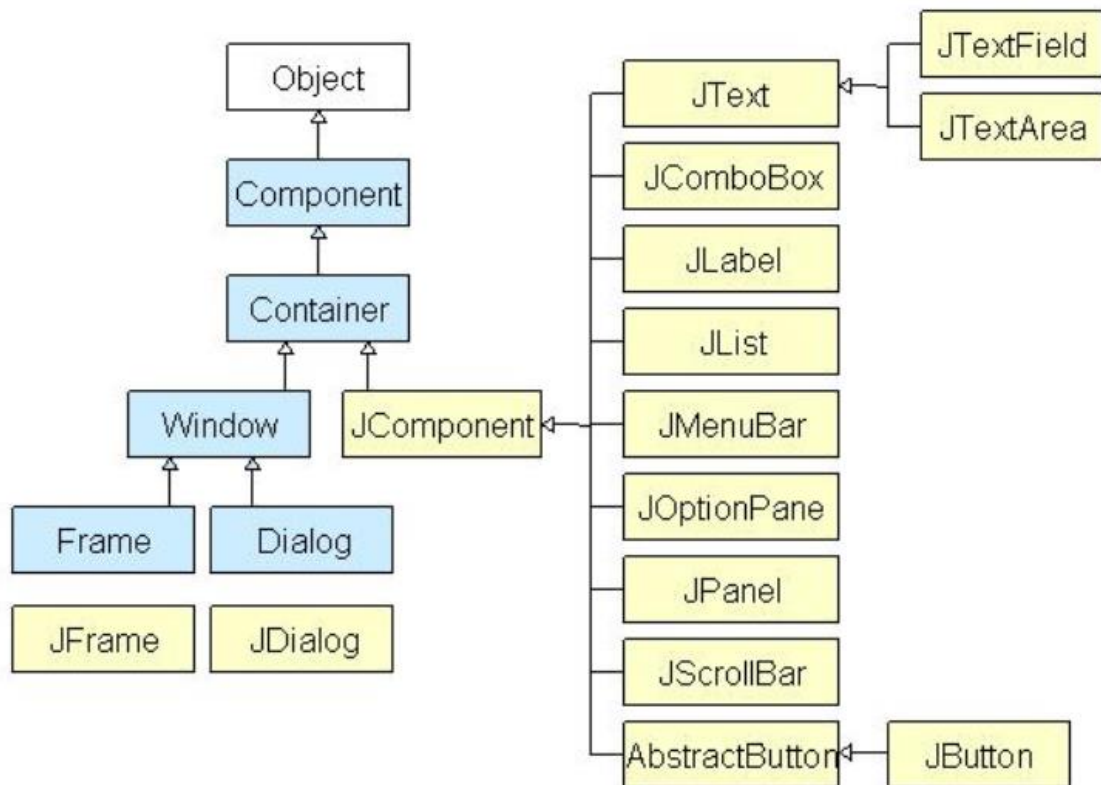 Object
Component
Container
Window
JComponent
Frame
Dialog
JFrame
JDialog
JText
JComboBox
JLabel
JList
JMenuBar
JOptionPane
JPanel
JScrollBar
AbstractButton
JTextField
JTextArea
JButton